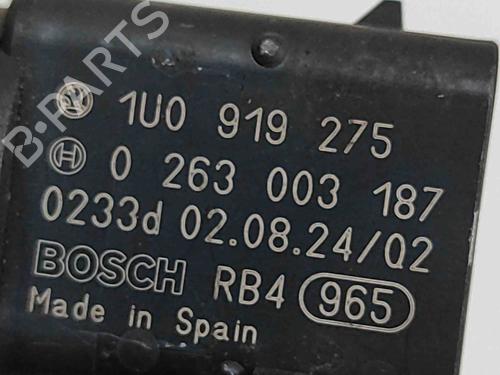 1U0 919 275
0 263 003 187
0233d 02.08.24/02
BOSCH RB4 965
Made in Spain
B-PARTS